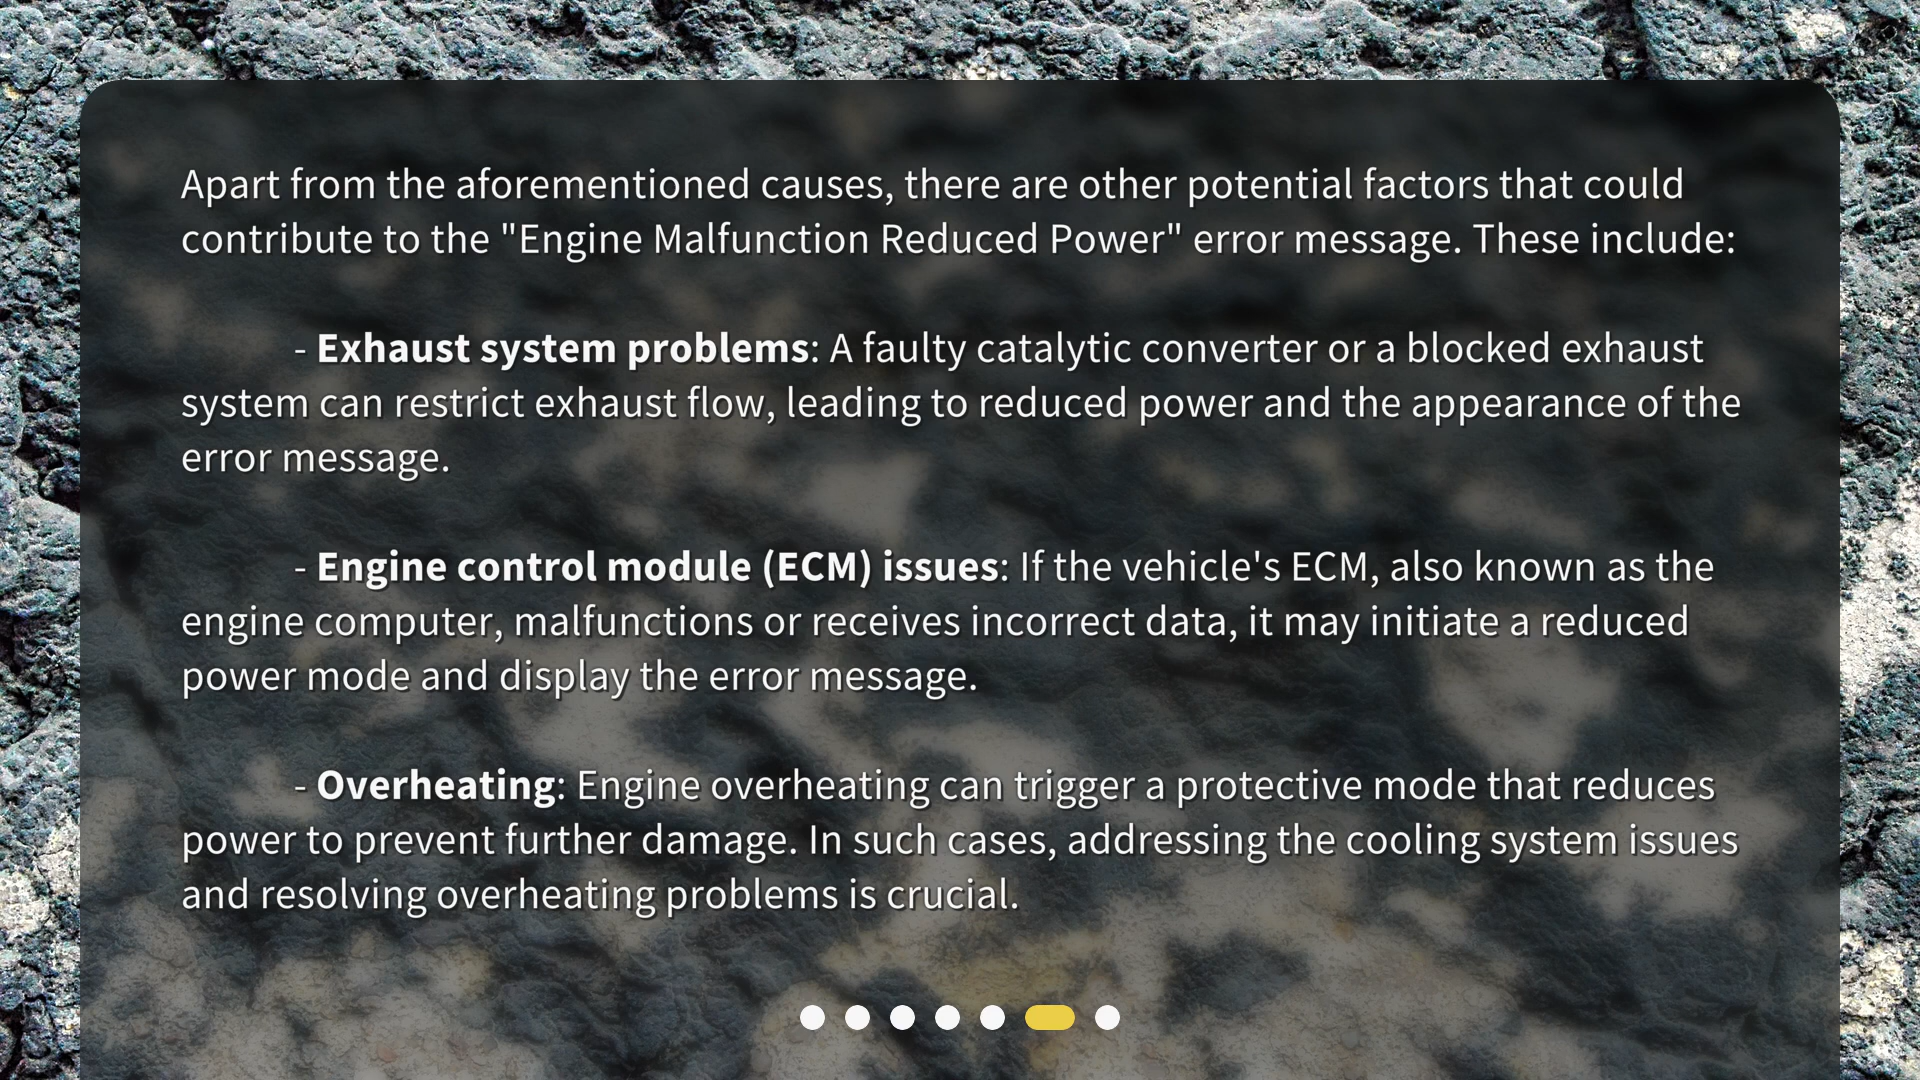 Apart from the aforementioned causes, there are other potential factors that could
contribute to the "Engine Malfunction Reduced Power" error message. These include:
- Exhaust system problems: A faulty catalytic converter or a blocked exhaust
system can restrict exhaust flow, leading to reduced power and the appearance of the
error message.
- Engine control module (ECM) issues: If the vehicle's ECM, also known as the
engine computer, malfunctions or receives incorrect data, it may initiate a reduced
power mode and display the error message.
- Overheating: Engine overheating can trigger a protective mode that reduces
power to prevent further damage. In such cases, addressing the cooling system issues
and resolving overheating problems is crucial.